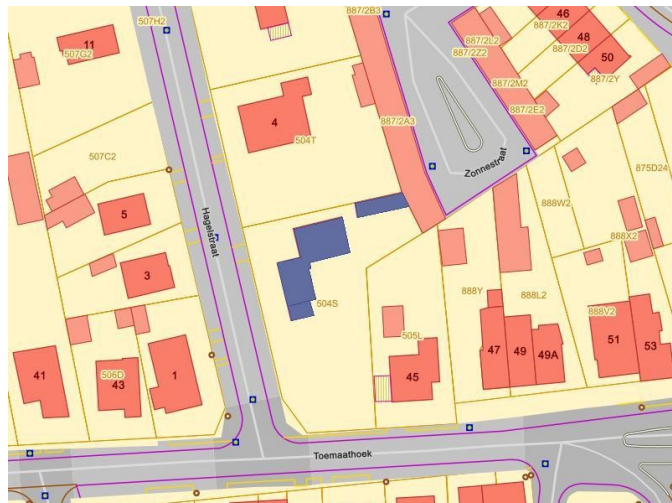 507H2
887/2B3
46
887/2K2
11
887/2L2
48
507G2
887/2Z2
887/2D2
50
887/2M2
887/2Y
887/2E2
4
887/2A3
504T
507C2
Zonnestraat
875D24
888W2
5
Hagelstraat
888X2
3
888Y
888L2
504S
888V2
505L
51
41
506D
43
1
45
47
49
49A
53
Toemaathoek